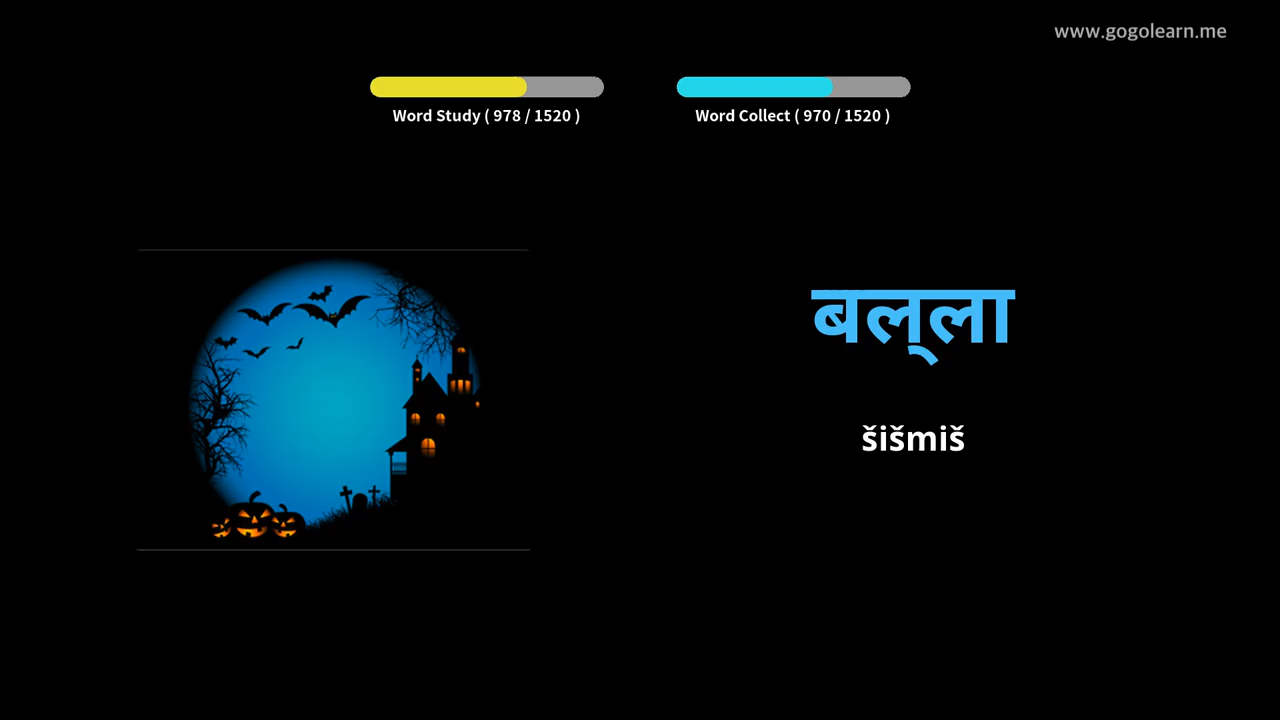 www.gogolearn.me
Word Study ( 978 / 1520 )
Word Collect ( 970 / 1520 )
बल्‌ला
šišmiš